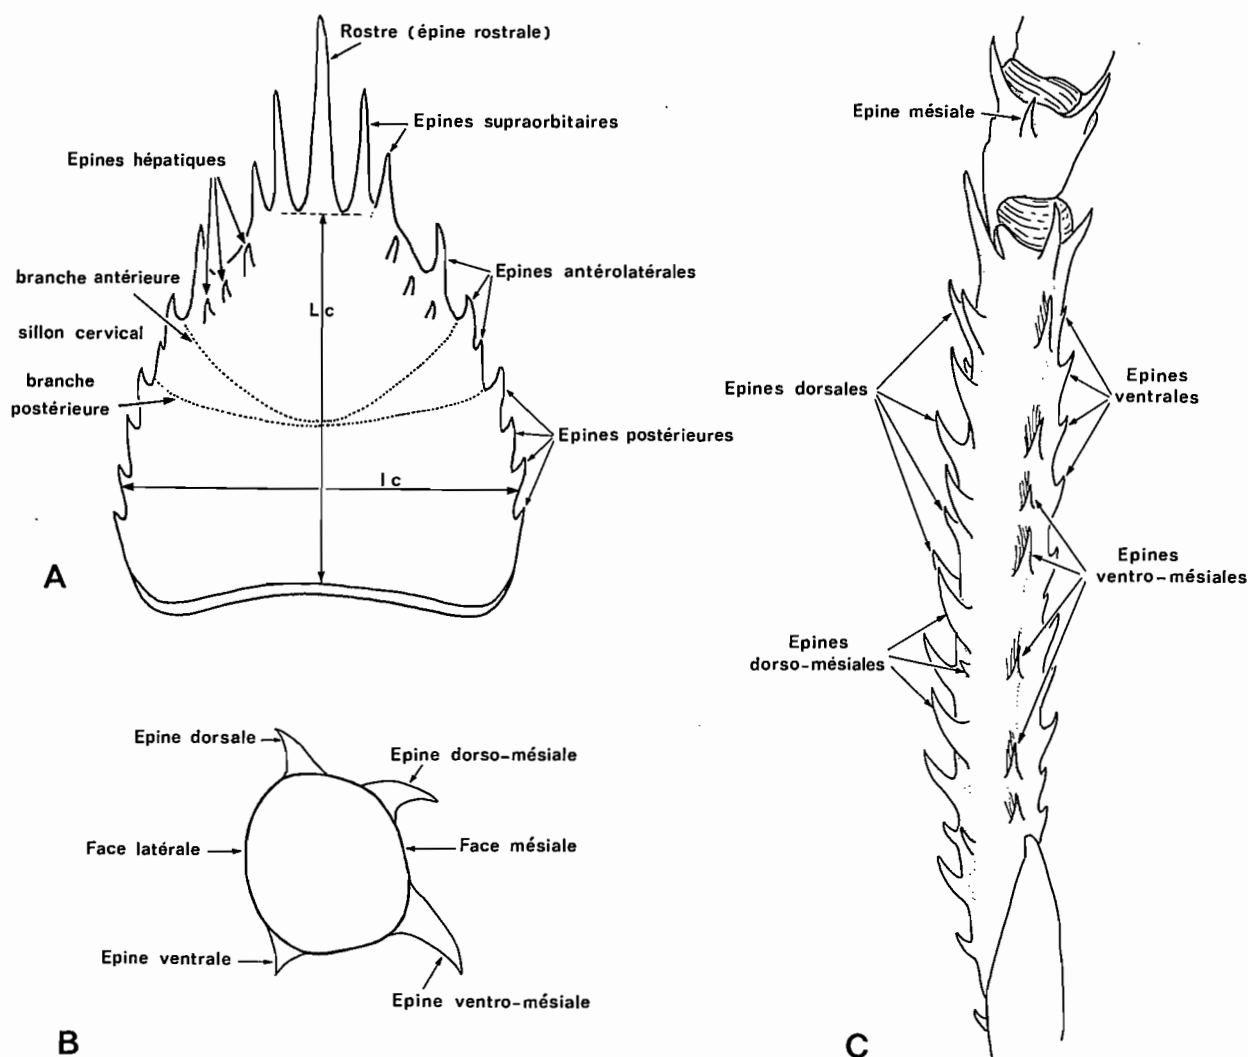 Rostre (épine rostrale)
Epines supraorbitaires
Epines hépatiques
branche antérieure
Epines antérolatérales
Lc
sillon cervical
branche
postérieure
Epines postérieures
lc
A
Epine dorsale
Epine dorso-mésiale
Face latérale
Face mésiale
Epine ventrale
Epine ventro-mésiale
B
Epine mésiale
Epines dorsales
Epines
ventrales
Epines
ventro-mésiales
Epines
dorso-mésiales
C